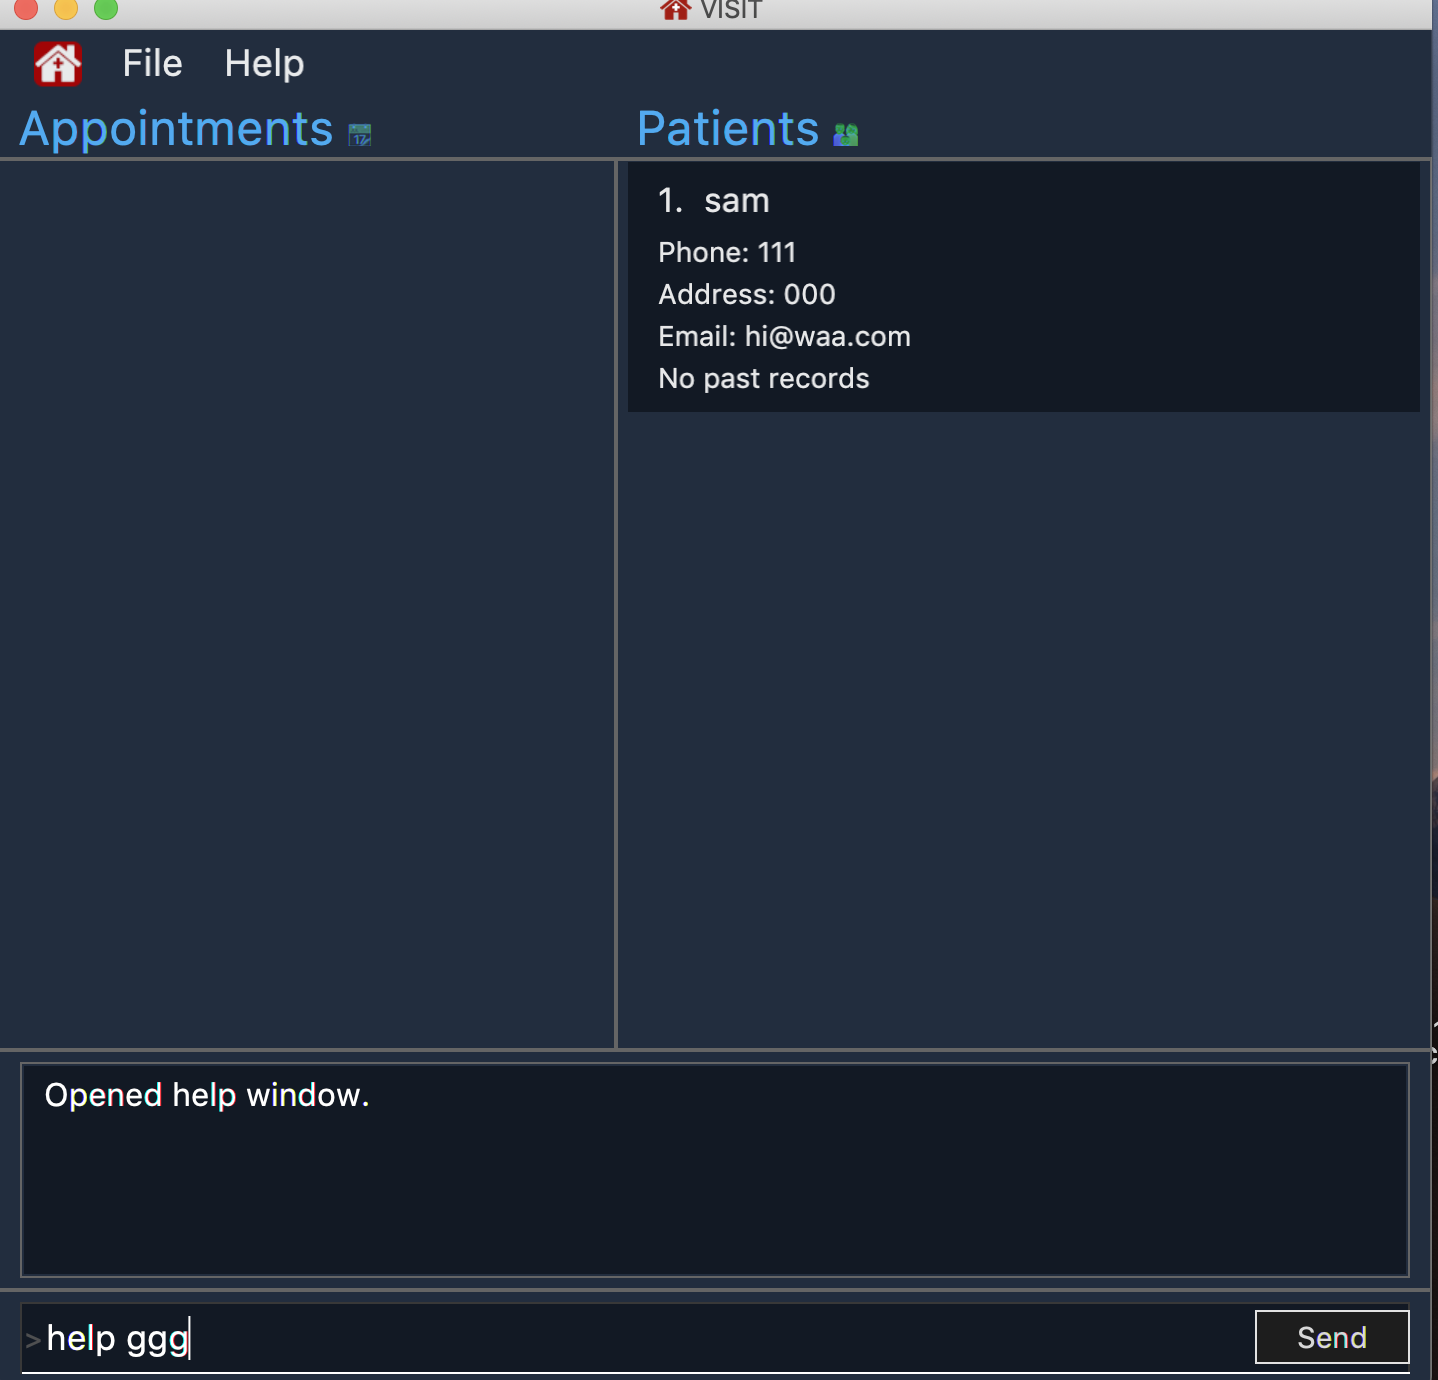 VISIT
File Help
Appointments
Patients
1. sam
Phone: 111
Address: 000
Email: hi@waa.com
No past records
Opened help window.
>help ggg
Send